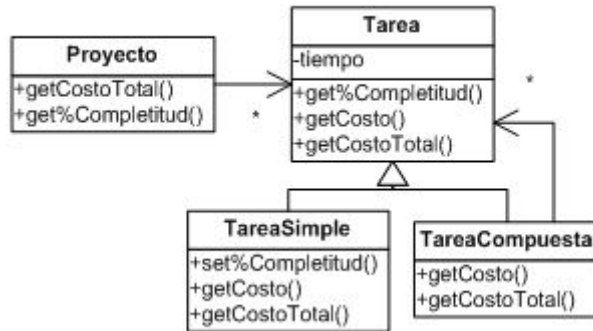 Proyecto
+getCostoTotal()
+get%Completitud()
*
Tarea
-tiempo
+get%Completitud()
+getCosto()
+getCostoTotal()
*
TareaSimple
+set%Completitud()
+getCosto()
+getCostoTotal()
TareaCompuesta
+getCosto()
+getCostoTotal()